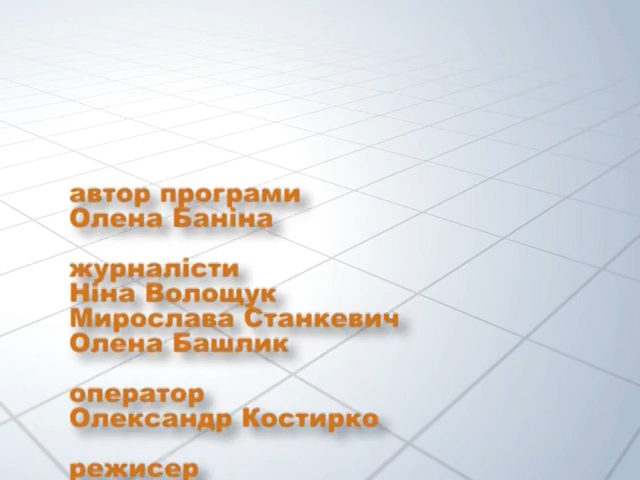 автор програми
Олена Баніна
журналісти
Ніна Волощук
Мирослава Станкевич
Олена Башлик
оператор
Олександр Костирко
режисер